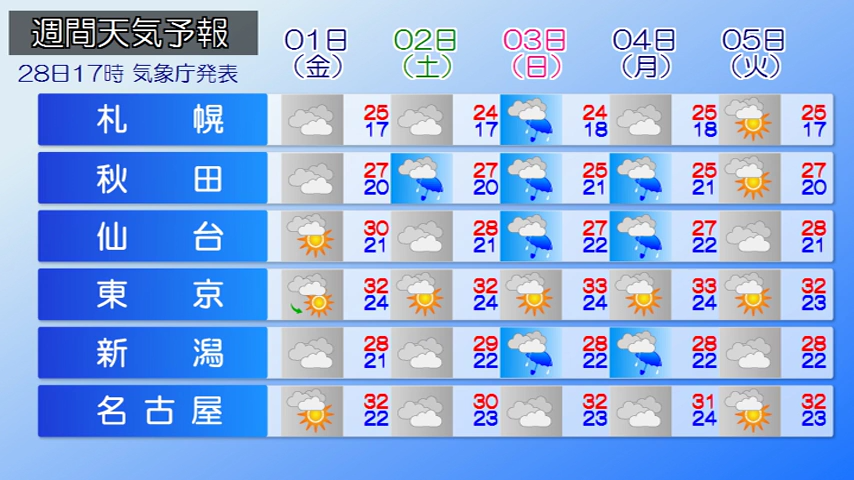 週間天気予報
28日17時 気象庁発表
01日 02日 03日 04日 05日
(金) (土) (日) (月) (火)
札幌 25 17 24 17 24 18 25 18 25 17
秋田 27 20 27 20 25 21 25 21 27 20
仙台 30 21 28 21 27 22 27 22 28 21
東京 32 24 32 24 33 24 33 24 32 23
新潟 28 21 29 22 28 22 28 22 28 22
名古屋 32 22 30 23 32 23 31 24 32 23